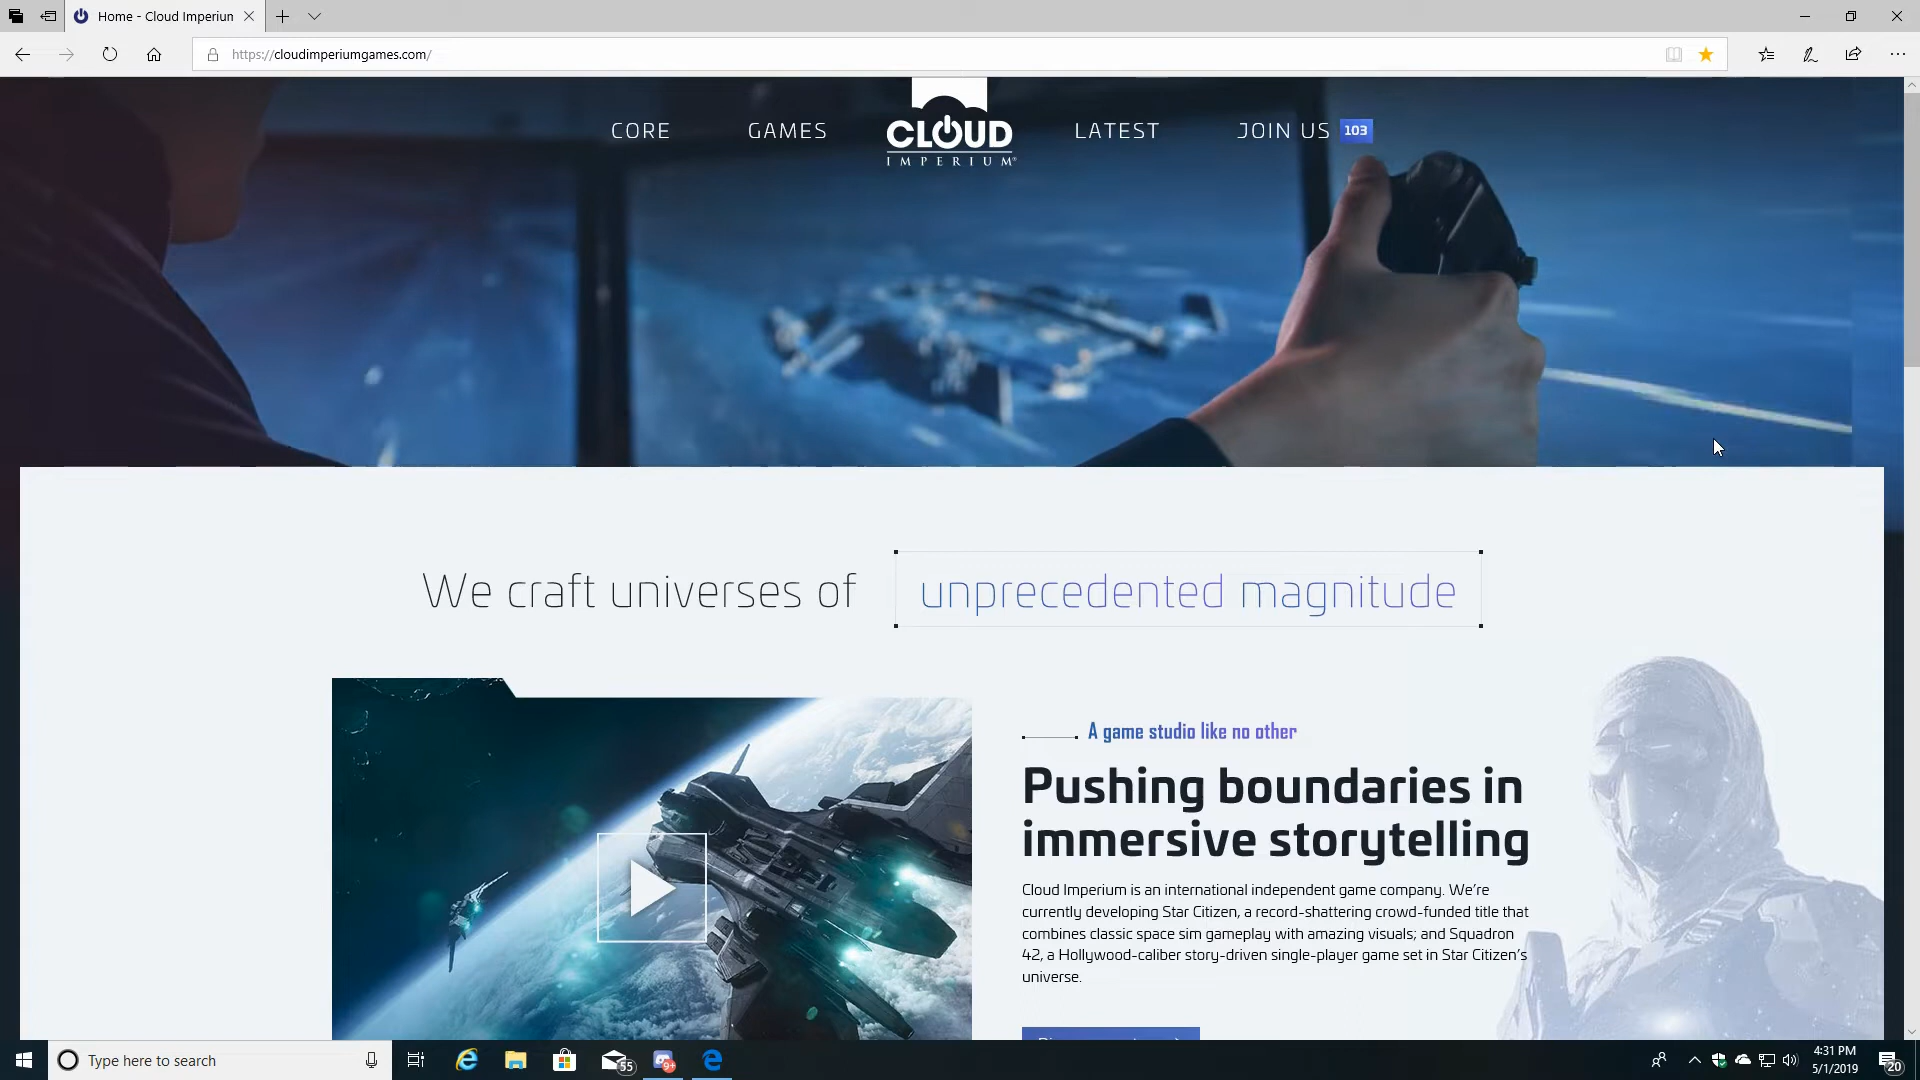 Home - Cloud Imperium
https://cloudimperiumgames.com/
CORE
GAMES
CLOUD
IMPERIUM®
LATEST
JOIN US 103
We craft universes of unprecedented magnitude
A game studio like no other
Pushing boundaries in
immersive storytelling
Cloud Imperium is an international independent game company. We're
currently developing Star Citizen, a record-shattering crowd-funded title that
combines classic space sim gameplay with amazing visuals; and Squadron
42, a Hollywood-caliber story-driven single-player game set in Star Citizen's
universe.
Type here to search
55
9+
4:31 PM
5/1/2019
20